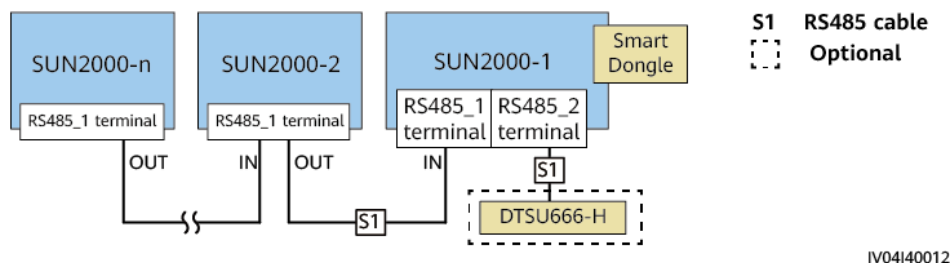 SUN2000-n
SUN2000-2
SUN2000-1
Smart
Dongle
S1 RS485 cable
Optional
RS485_1 terminal
RS485_1 terminal
RS485_1
terminal
RS485_2
terminal
OUT
IN
OUT
IN
S1
S1
DTSU666-H
IV04I40012